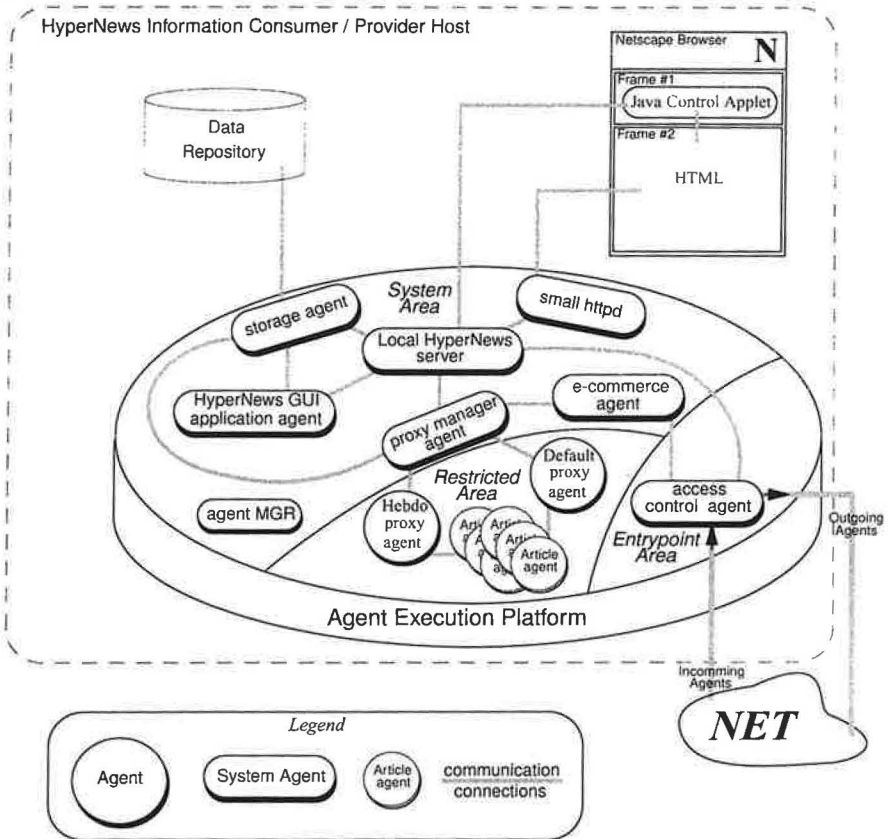 HyperNews Information Consumer / Provider Host
Netscape Browser
N
Frame #1
Java Control Applet
Frame #2
HTML
Data
Repository
System
Area
storage agent
small httpd
Local HyperNews
server
HyperNews GUI
application agent
e-commerce
agent
proxy manager
agent
Default
proxy
agent
Restricted
Area
access
control agent
agent MGR
Hebdo
proxy
agent
Article
agent
Entrypoint
Area
Outgoing
Agents
Agent Execution Platform
Incomming
Agents
NET
Legend
Agent
System Agent
Article
agent
communication
connections